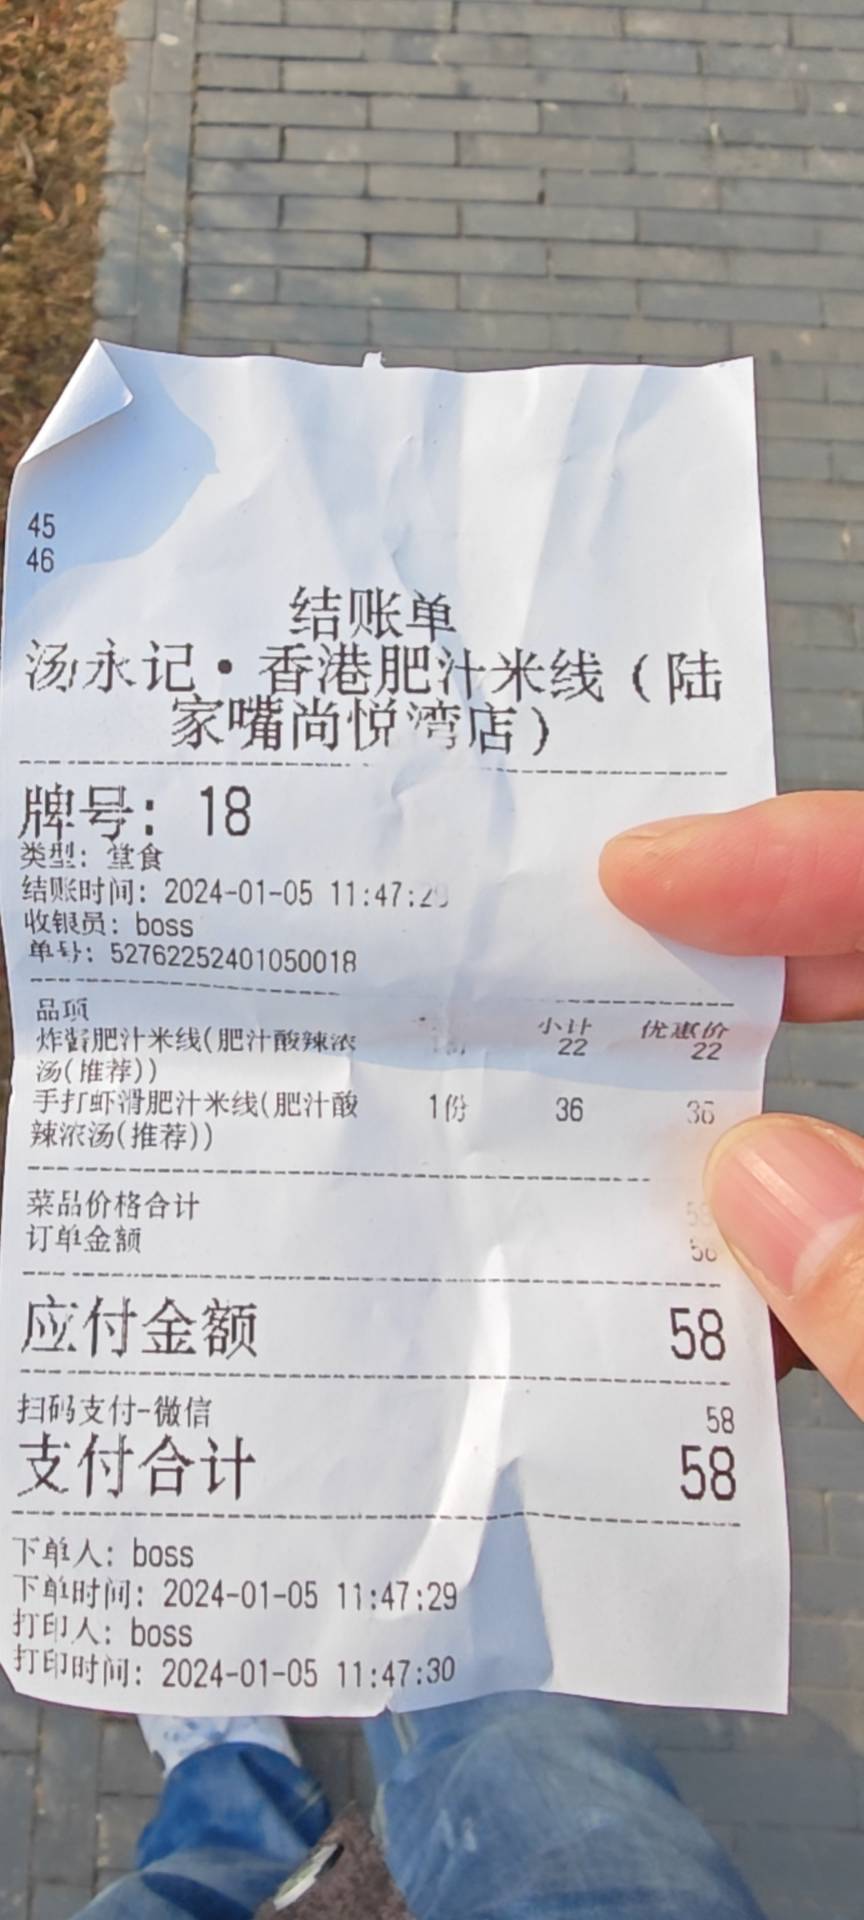 45
46
结账单
汤永记·香港肥汁米线（陆
家嘴尚悦湾店）
牌号：18
类型：堂食
结账时间：2024-01-05 11:47:29
收银员：boss
单号：52762252401050018
品项 小计 优惠价
炸酱肥汁米线(肥汁酸辣浓 22 22
汤(推荐))
手打虾滑肥汁米线(肥汁酸 1份 36 36
辣浓汤(推荐))
菜品价格合计 58
订单金额 58
应付金额 58
扫码支付-微信 58
支付合计 58
下单人：boss
下单时间：2024-01-05 11:47:29
打印人：boss
打印时间：2024-01-05 11:47:30